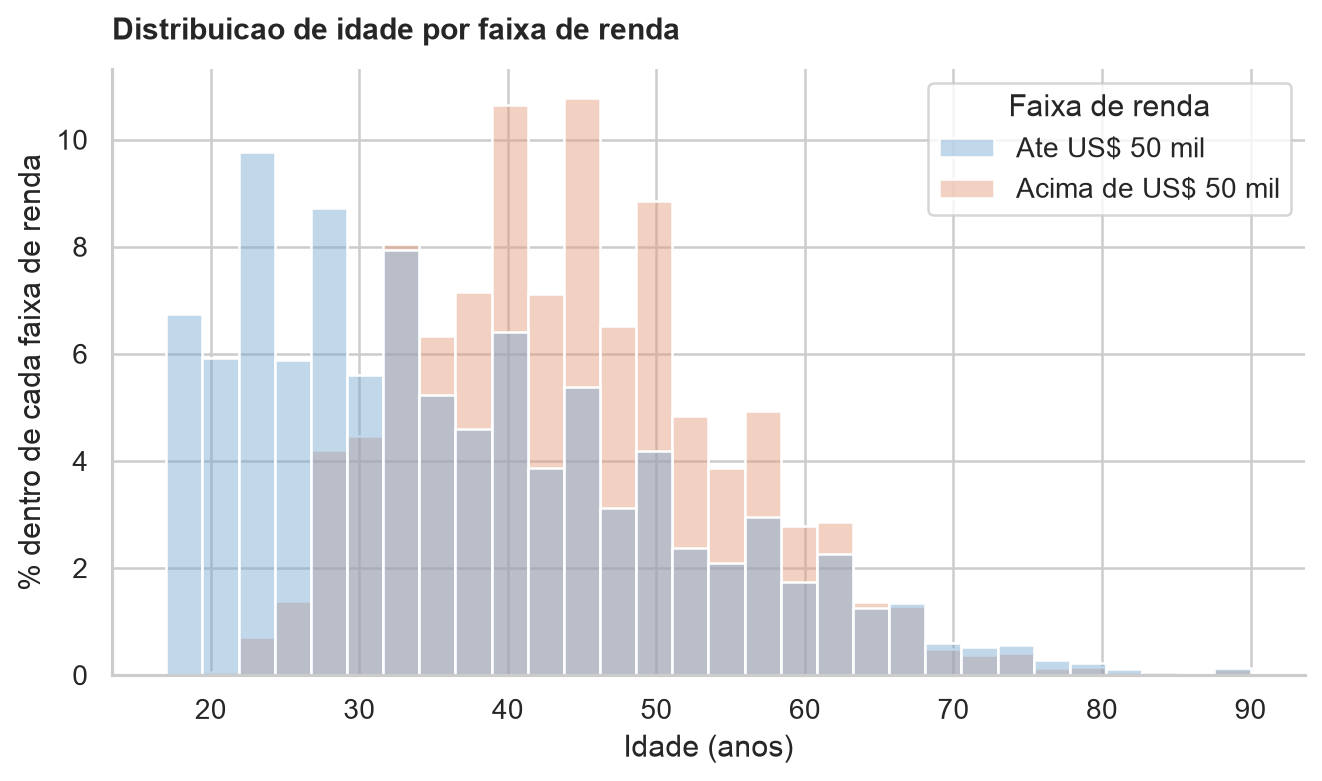 Distribuicao de idade por faixa de renda
Faixa de renda
Ate US$ 50 mil
Acima de US$ 50 mil
% dentro de cada faixa de renda
10
8
6
4
2
0
20 30 40 50 60 70 80 90
Idade (anos)